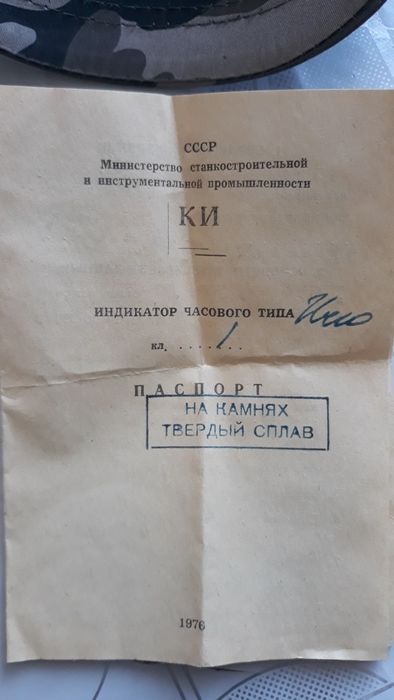 СССР
Министерство станкостроительной
и инструментальной промышленности
КИ
ИНДИКАТОР ЧАСОВОГО ТИПА
кл. ....1...
ПАСПОРТ
НА КАМНЯХ
ТВЕРДЫЙ СПЛАВ
1976